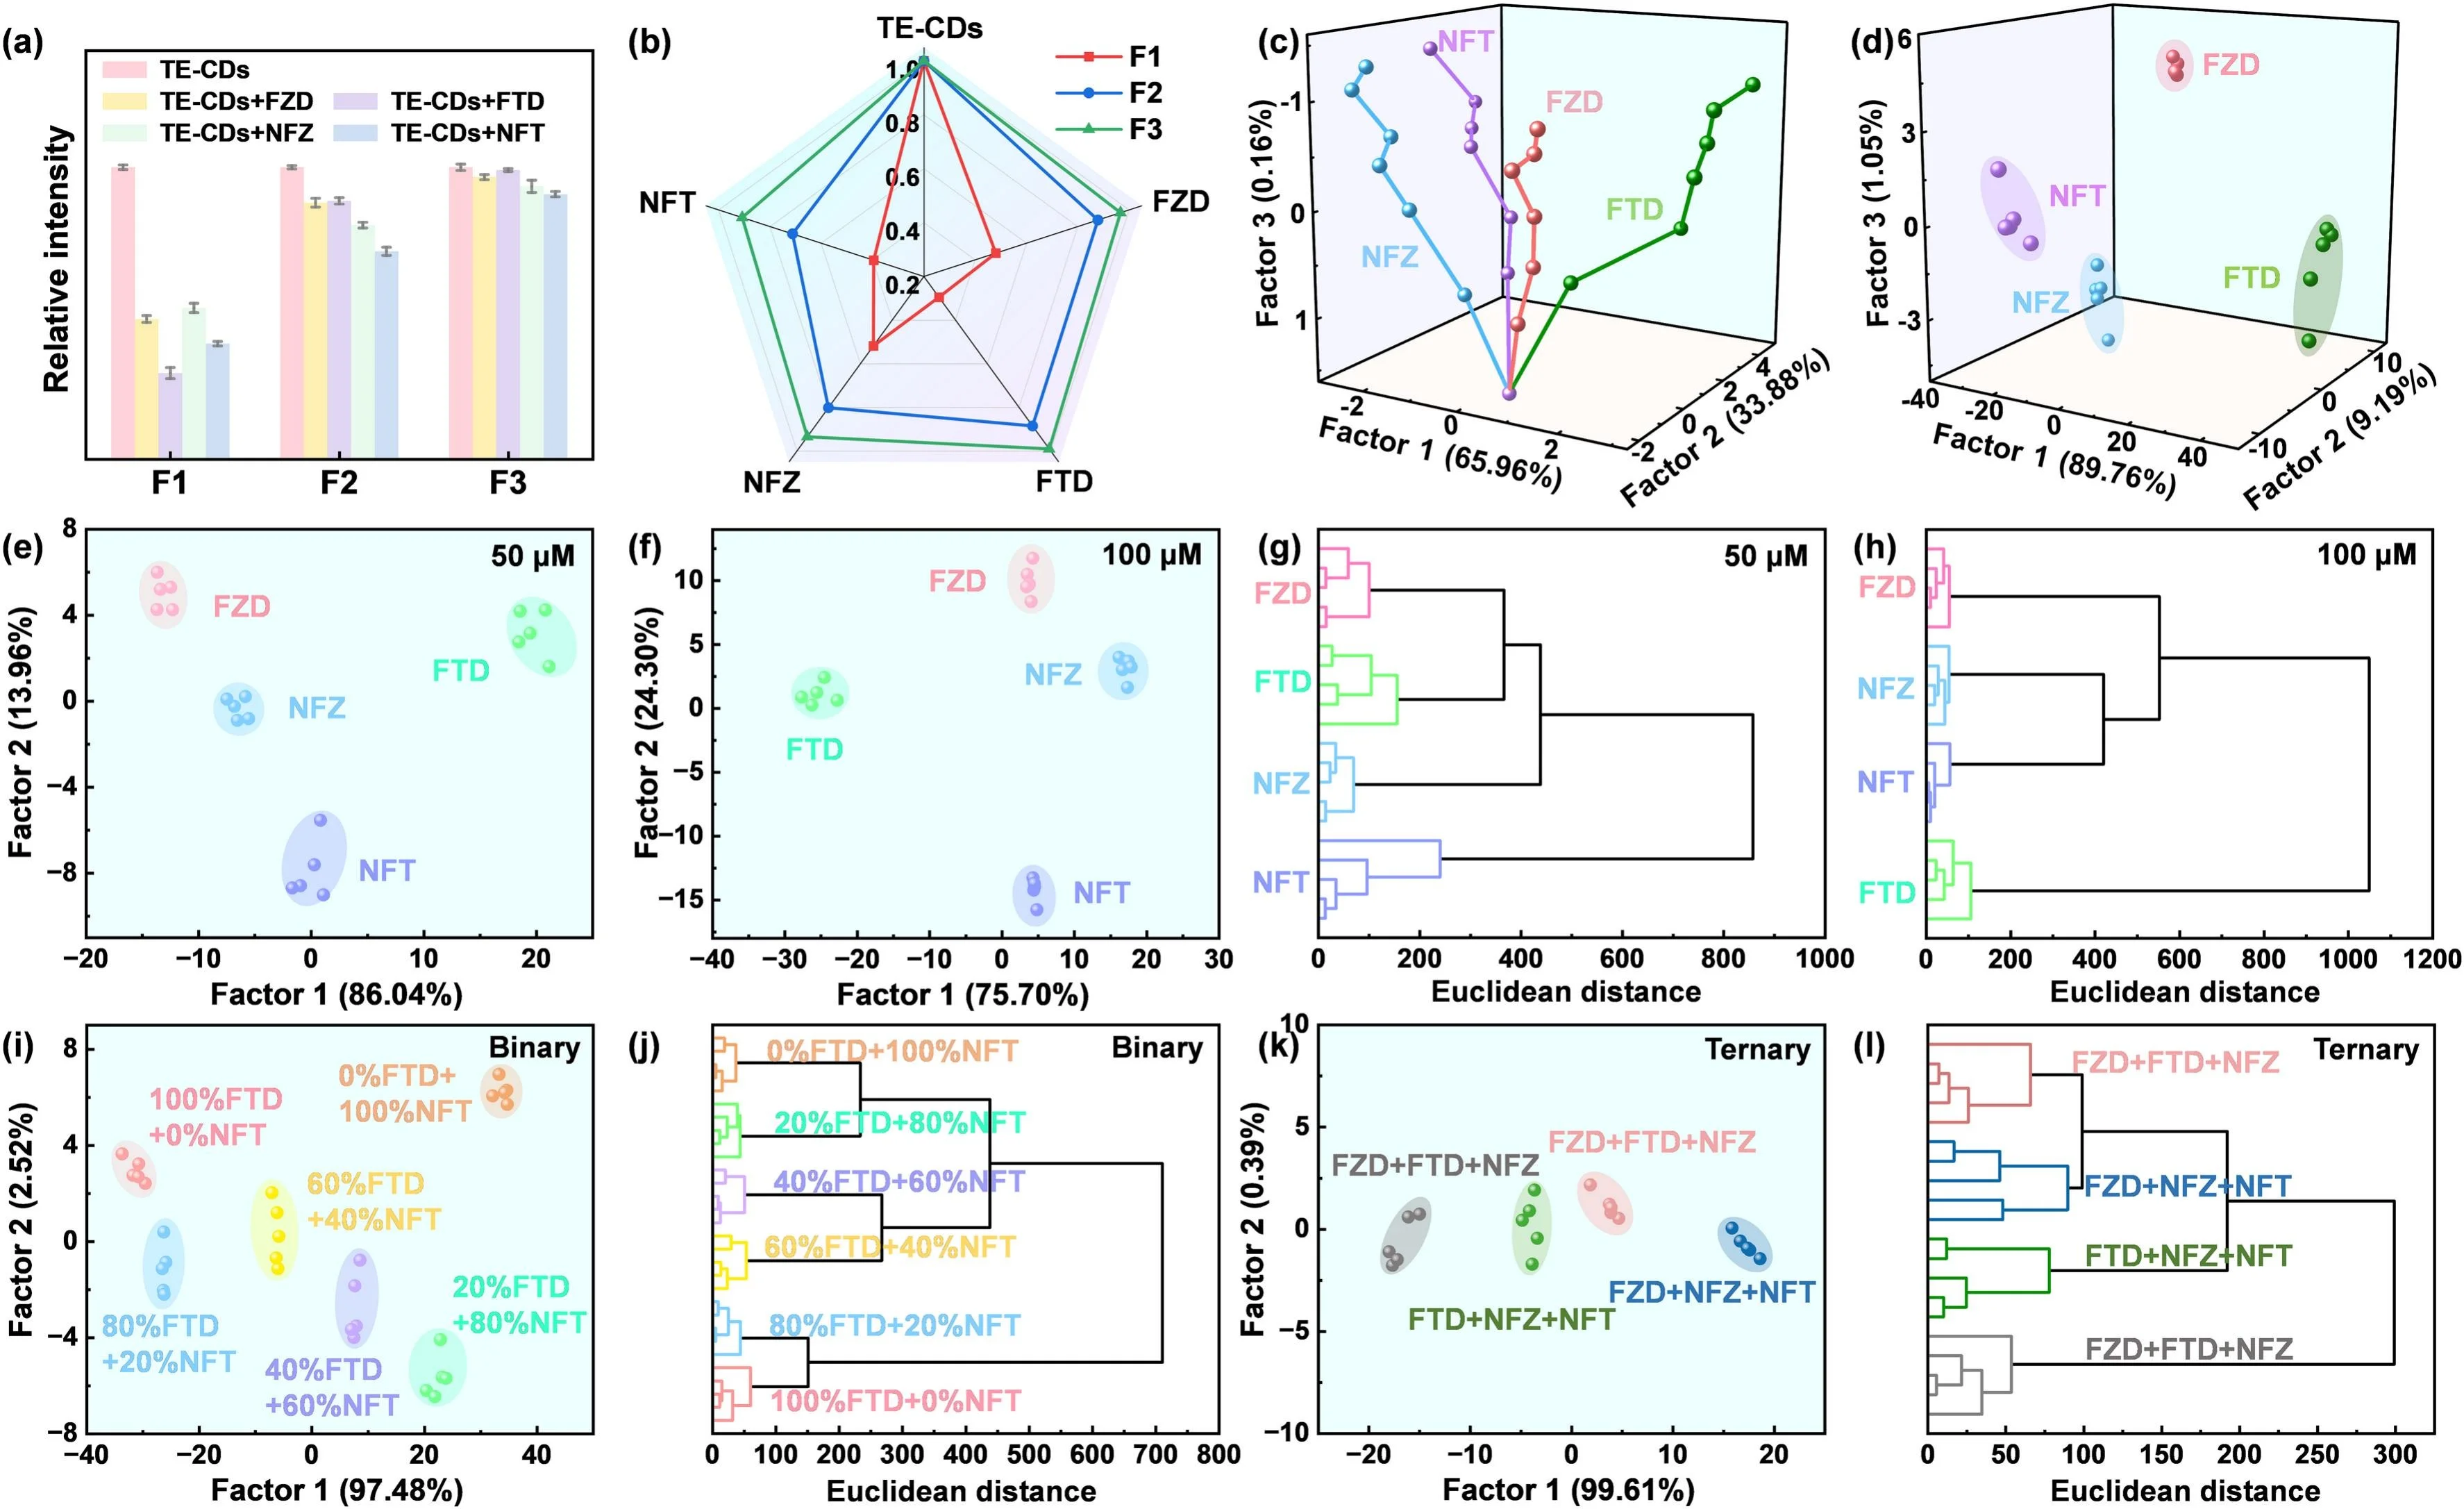 (a)
TE-CDs
TE-CDs+FZD
TE-CDs+FTD
TE-CDs+NFZ
TE-CDs+NFT
Relative intensity
F1
F2
F3
(b)
TE-CDs
F1
F2
F3
1.0
0.8
0.6
0.4
0.2
NFT
FZD
NFZ
FTD
(c)
NFT
FZD
FTD
NFZ
Factor 3 (0.16%)
-1
0
1
-2
0
2
Factor 1 (65.96%)
-2
0
2
4
Factor 2 (33.88%)
(d)
FZD
NFT
NFZ
FTD
Factor 3 (1.05%)
6
3
0
-3
-40
-20
0
20
40
Factor 1 (89.76%)
-10
0
10
Factor 2 (9.19%)
(e)
50 μM
FZD
FTD
NFZ
NFT
Factor 2 (13.96%)
8
4
0
−4
−8
−20
−10
0
10
20
Factor 1 (86.04%)
(f)
100 μM
FZD
NFZ
FTD
NFT
Factor 2 (24.30%)
10
5
0
−5
−10
−15
−40
−30
−20
−10
0
10
20
30
Factor 1 (75.70%)
(g)
50 μM
FZD
FTD
NFZ
NFT
0
200
400
600
800
1000
Euclidean distance
(h)
100 μM
FZD
NFZ
NFT
FTD
0
200
400
600
800
1000
1200
Euclidean distance
(i)
Binary
0%FTD+
100%NFT
100%FTD
+0%NFT
60%FTD
+40%NFT
20%FTD
+80%NFT
80%FTD
+20%NFT
40%FTD
+60%NFT
Factor 2 (2.52%)
8
4
0
−4
−8
−40
−20
0
20
40
Factor 1 (97.48%)
(j)
Binary
0%FTD+100%NFT
20%FTD+80%NFT
40%FTD+60%NFT
60%FTD+40%NFT
80%FTD+20%NFT
100%FTD+0%NFT
0
100
200
300
400
500
600
700
800
Euclidean distance
(k)
Ternary
FZD+FTD+NFZ
FZD+FTD+NFZ
FZD+NFZ+NFT
FTD+NFZ+NFT
Factor 2 (0.39%)
10
5
0
−5
−10
−20
−10
0
10
20
Factor 1 (99.61%)
(l)
Ternary
FZD+FTD+NFZ
FZD+NFZ+NFT
FTD+NFZ+NFT
FZD+FTD+NFZ
0
50
100
150
200
250
300
Euclidean distance